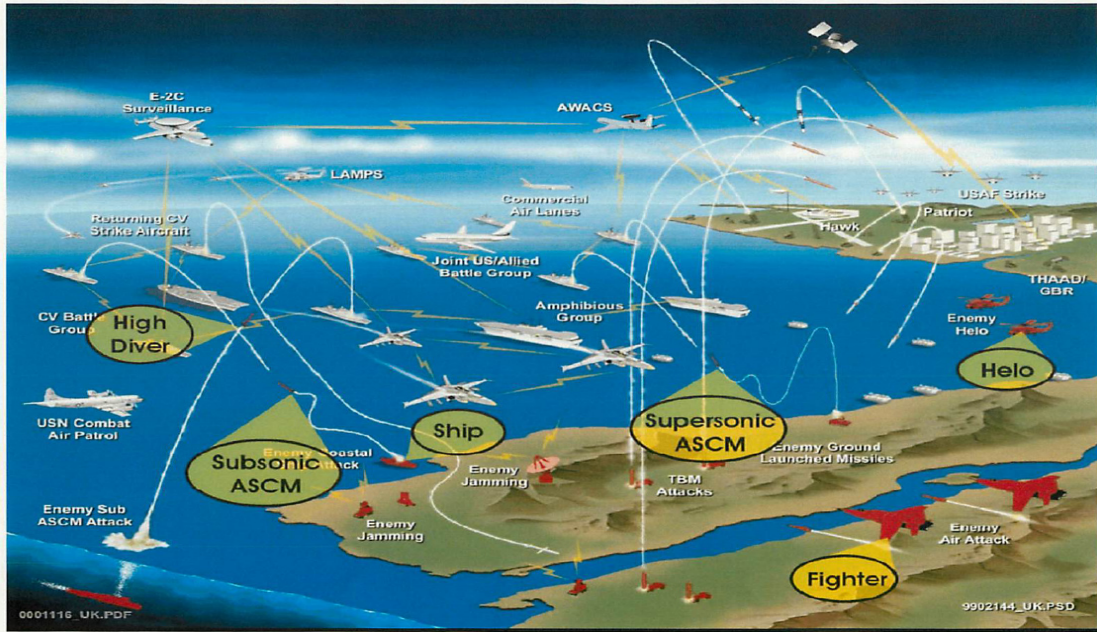 E-2C
Surveillance
AWACS
LAMPS
USAF Strike
Commercial
Air Lanes
Patriot
Returning CV
Strike Aircraft
Hawk
Joint US/Allied
Battle Group
THAAD/
GBR
Amphibious
Group
CV Battle
Group
High
Diver
Enemy
Helo
Helo
USN Combat
Air Patrol
Ship
Supersonic
ASCM
Subsonic
ASCM
Enemy Ground
Launched Missiles
Enemy
Jamming
TBM
Attacks
Enemy Sub
ASCM Attack
Enemy
Jamming
Enemy
Air Attack
Fighter
0001116_UK.PDF
9902144_UK.PSD